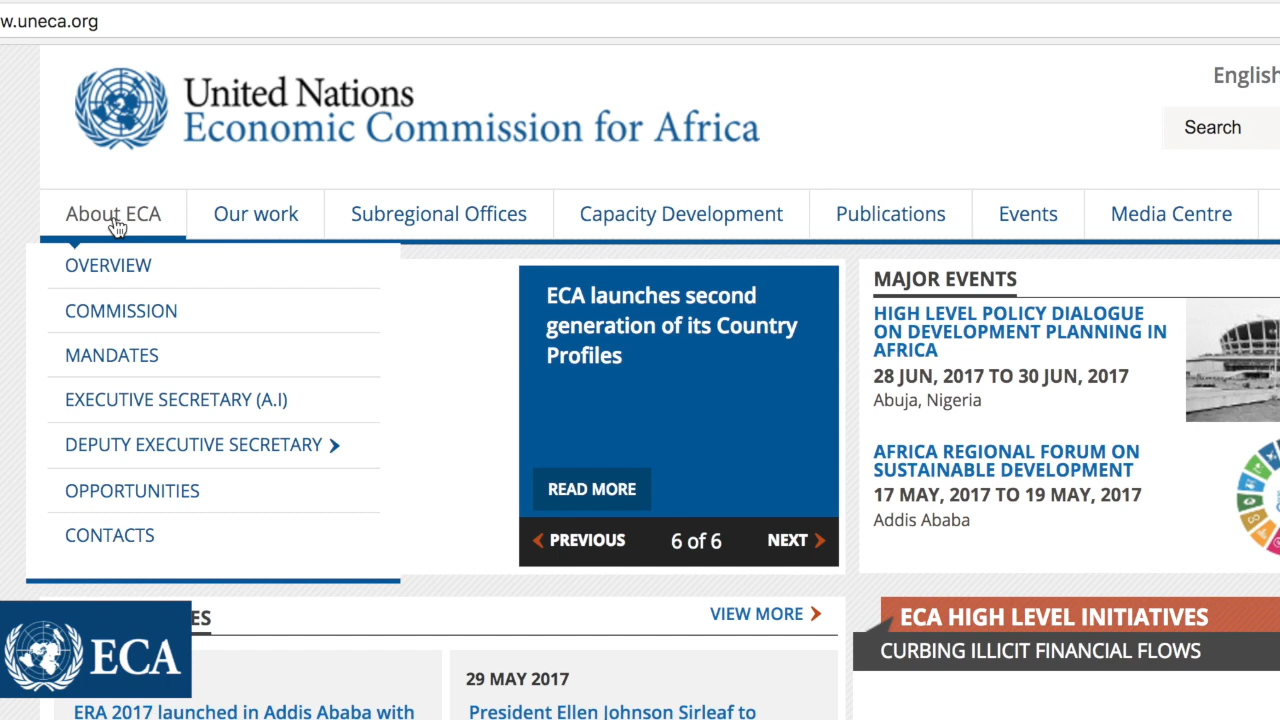 w.uneca.org
United Nations
Economic Commission for Africa
English
Search
About ECA
Our work
Subregional Offices
Capacity Development
Publications
Events
Media Centre
OVERVIEW
COMMISSION
MANDATES
EXECUTIVE SECRETARY (A.I)
DEPUTY EXECUTIVE SECRETARY
OPPORTUNITIES
CONTACTS
ECA launches second
generation of its Country
Profiles
READ MORE
PREVIOUS
6 of 6
NEXT
MAJOR EVENTS
HIGH LEVEL POLICY DIALOGUE
ON DEVELOPMENT PLANNING IN
AFRICA
28 JUN, 2017 TO 30 JUN, 2017
Abuja, Nigeria
AFRICA REGIONAL FORUM ON
SUSTAINABLE DEVELOPMENT
17 MAY, 2017 TO 19 MAY, 2017
Addis Ababa
ES
VIEW MORE
ECA HIGH LEVEL INITIATIVES
CURBING ILLICIT FINANCIAL FLOWS
ECA
29 MAY 2017
ERA 2017 launched in Addis Ababa with
President Ellen Johnson Sirleaf to